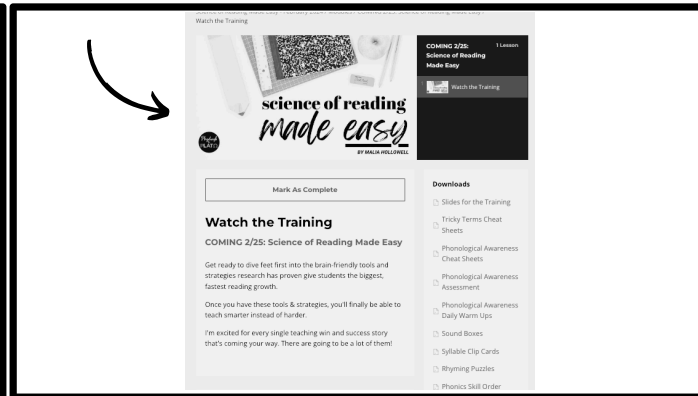 Watch the Training
science of reading
made easy
BY MALIA HOLLOWELL
PLATO
COMING 2/25:
Science of Reading
Made Easy
1 Lesson
Watch the Training
Mark As Complete
Watch the Training
COMING 2/25: Science of Reading Made Easy
Get ready to dive feet first into the brain-friendly tools and
strategies research has proven give students the biggest,
fastest reading growth.
Once you have these tools & strategies, you'll finally be able to
teach smarter instead of harder.
I'm excited for every single teaching win and success story
that's coming your way. There are going to be a lot of them!
Downloads
Slides for the Training
Tricky Terms Cheat
Sheets
Phonological Awareness
Cheat Sheets
Phonological Awareness
Assessment
Phonological Awareness
Daily Warm Ups
Sound Boxes
Syllable Clip Cards
Rhyming Puzzles
Phonics Skill Order